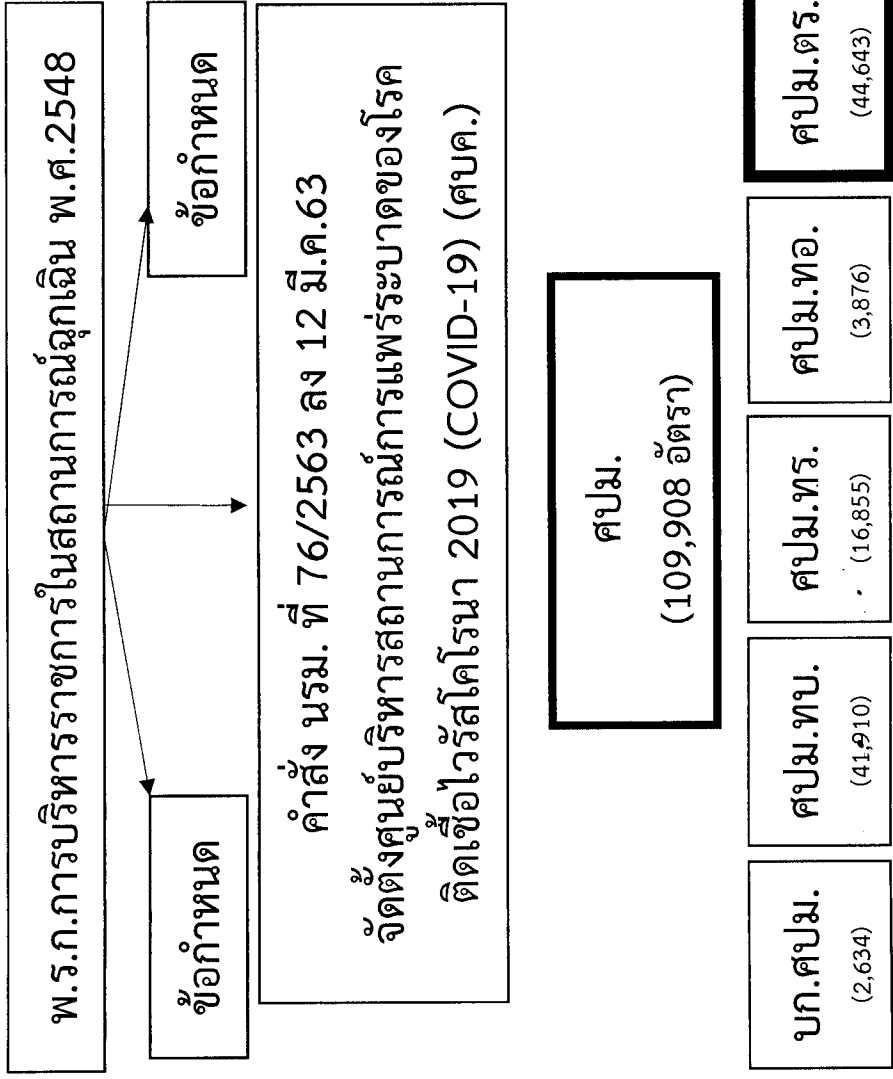 พ.ร.ก.การบริหารราชการในสถานการณ์ฉุกเฉิน พ.ศ.2548
ข้อกำหนด
ข้อกำหนด
คำสั่ง นรม. ที่ 76/2563 ลง 12 มี.ค.63
จัดตั้งศูนย์บริหารสถานการณ์การแพร่ระบาดของโรค
ติดเชื้อไวรัสโคโรนา 2019 (COVID-19) (ศบค.)
ศปม.
(109,908 อัตรา)
บก.ศปม.
(2,634)
ศปม.ทบ.
(41,910)
ศปม.ทร.
(16,855)
ศปม.ทอ.
(3,876)
ศปม.ตร.
(44,643)